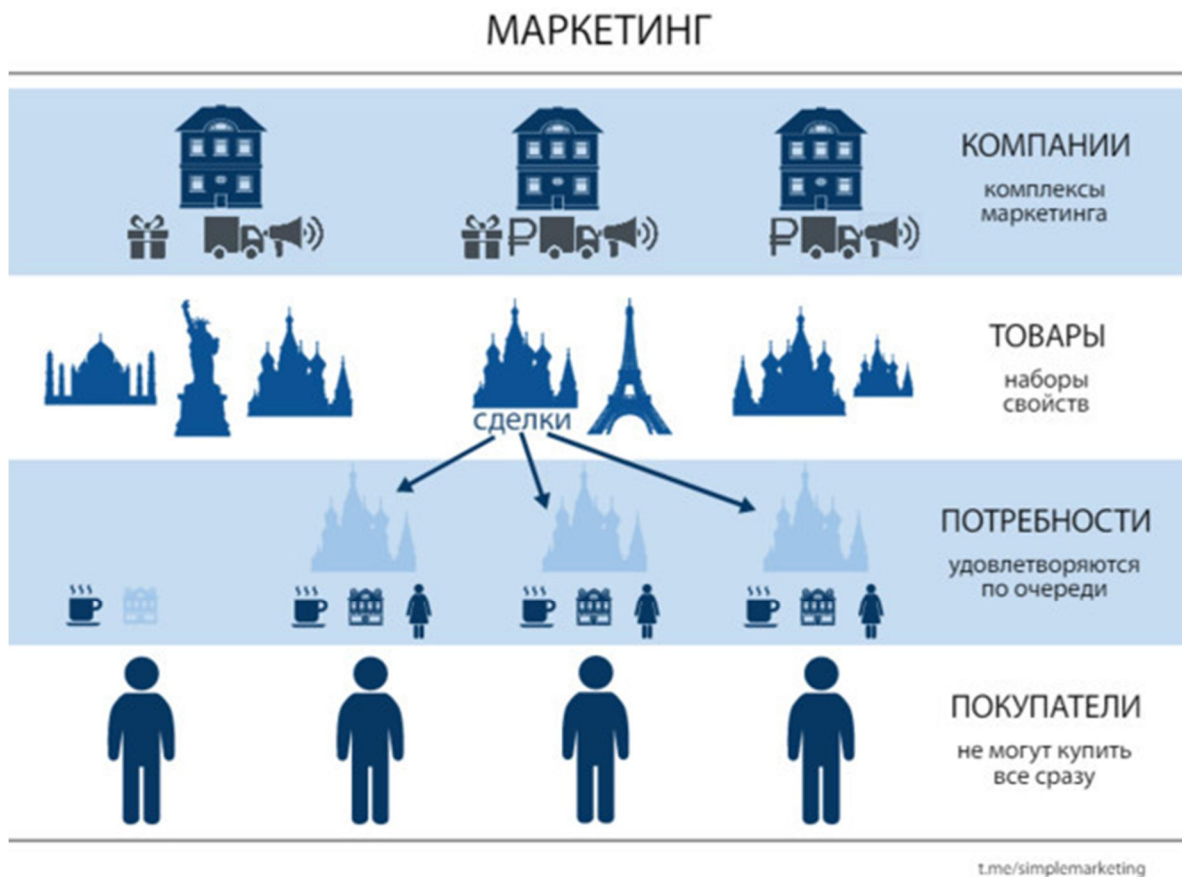 МАРКЕТИНГ
КОМПАНИИ
комплексы
маркетинга
ТОВАРЫ
наборы
свойств
сделки
ПОТРЕБНОСТИ
удовлетворяются
по очереди
ПОКУПАТЕЛИ
не могут купить
все сразу
t.me/simplemarketing